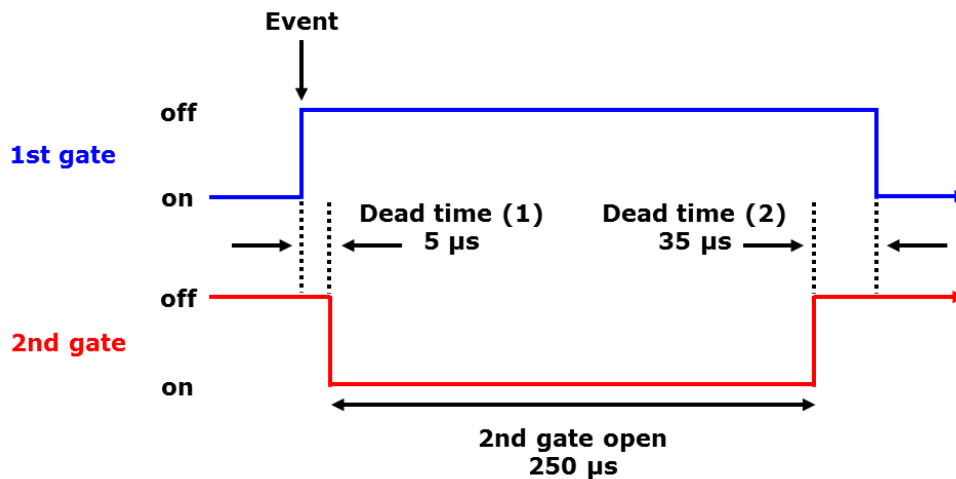 Event
off
1st gate
on
Dead time (1)
5 μs
Dead time (2)
35 μs
off
2nd gate
on
2nd gate open
250 μs